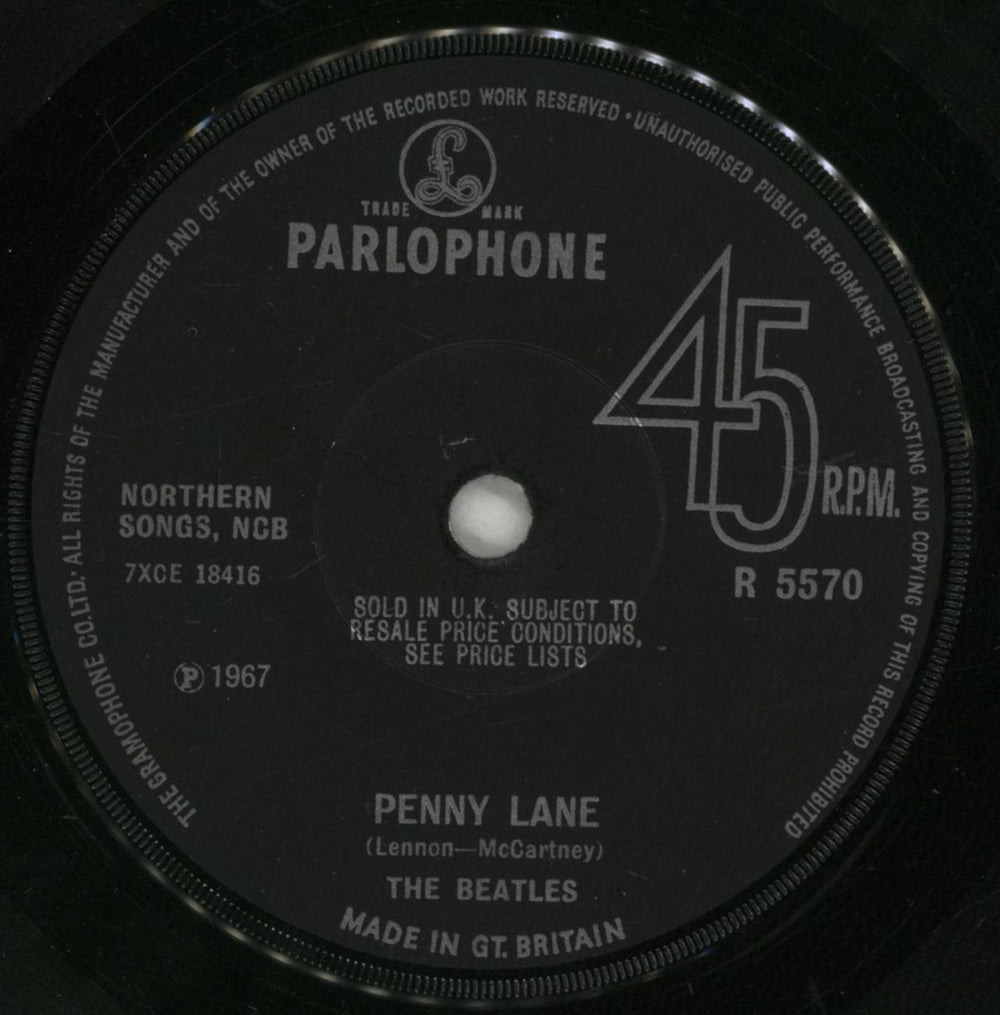 THE GRAMOPHONE CO.LTD. ALL RIGHTS OF THE MANUFACTURER AND OF THE OWNER OF THE RECORDED WORK RESERVED • UNAUTHORISED PUBLIC PERFORMANCE BROADCASTING AND COPYING OF THIS RECORD PROHIBITED
£
TRADE MARK
PARLOPHONE
45
R.P.M.
R 5570
NORTHERN
SONGS, NCB
7XCE 18416
℗ 1967
SOLD IN U.K. SUBJECT TO
RESALE PRICE CONDITIONS,
SEE PRICE LISTS
PENNY LANE
(Lennon—McCartney)
THE BEATLES
MADE IN GT. BRITAIN